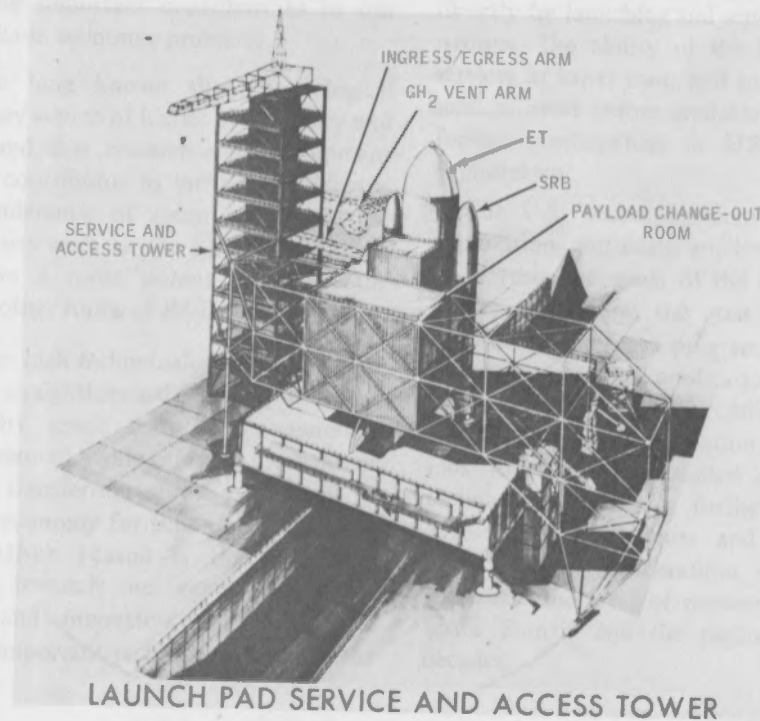 INGRESS/EGRESS ARM
GH2 VENT ARM
ET
SRB
PAYLOAD CHANGE-OUT
ROOM
SERVICE AND
ACCESS TOWER
LAUNCH PAD SERVICE AND ACCESS TOWER